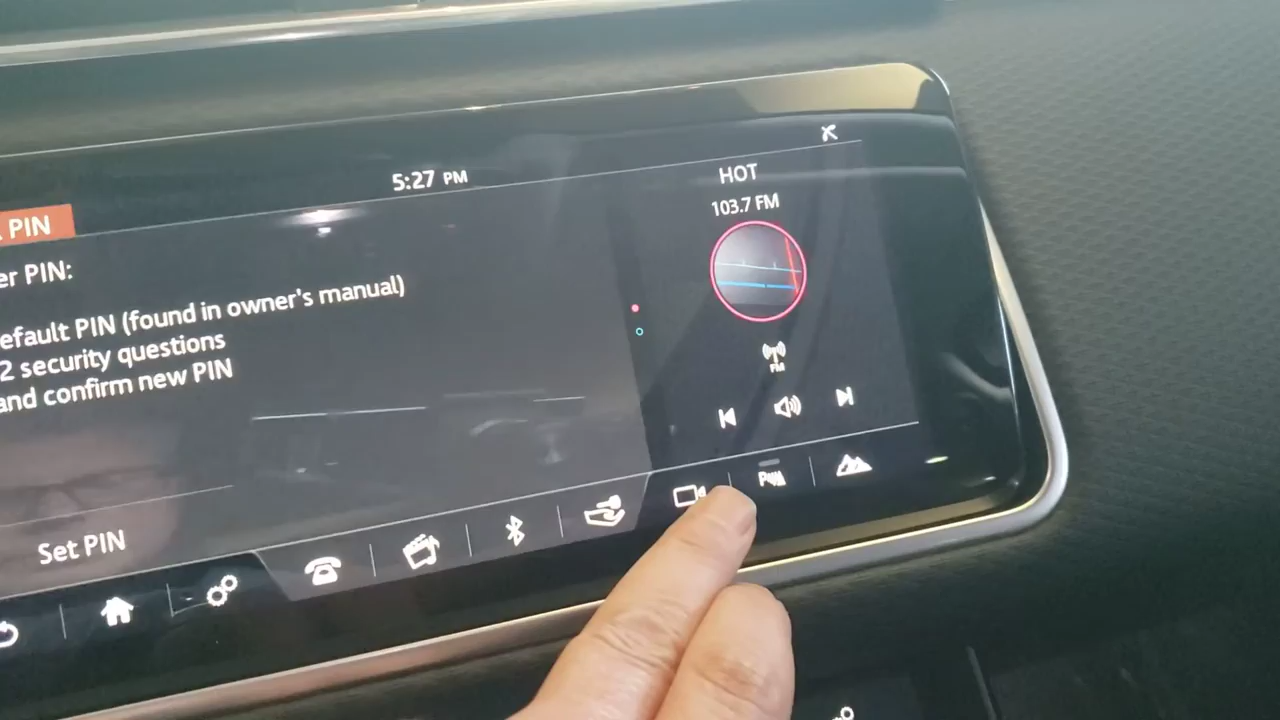 5:27 PM
PIN
er PIN:
efault PIN (found in owner's manual)
2 security questions
and confirm new PIN
Set PIN
HOT
103.7 FM
FM